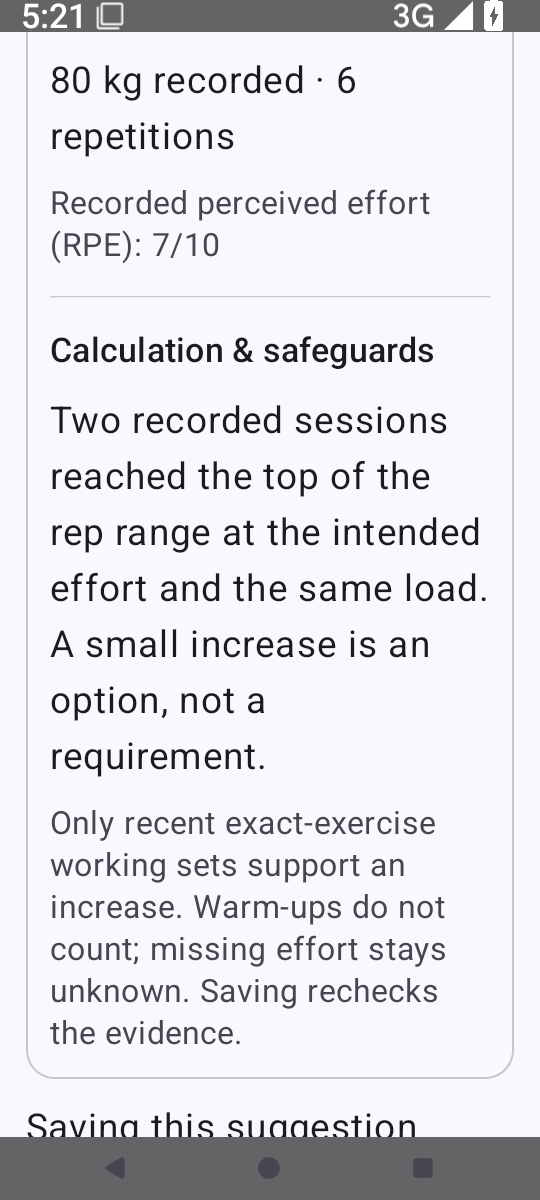 5:21
3G
80 kg recorded · 6
repetitions
Recorded perceived effort
(RPE): 7/10
Calculation & safeguards
Two recorded sessions
reached the top of the
rep range at the intended
effort and the same load.
A small increase is an
option, not a
requirement.
Only recent exact-exercise
working sets support an
increase. Warm-ups do not
count; missing effort stays
unknown. Saving rechecks
the evidence.
Saving this suggestion